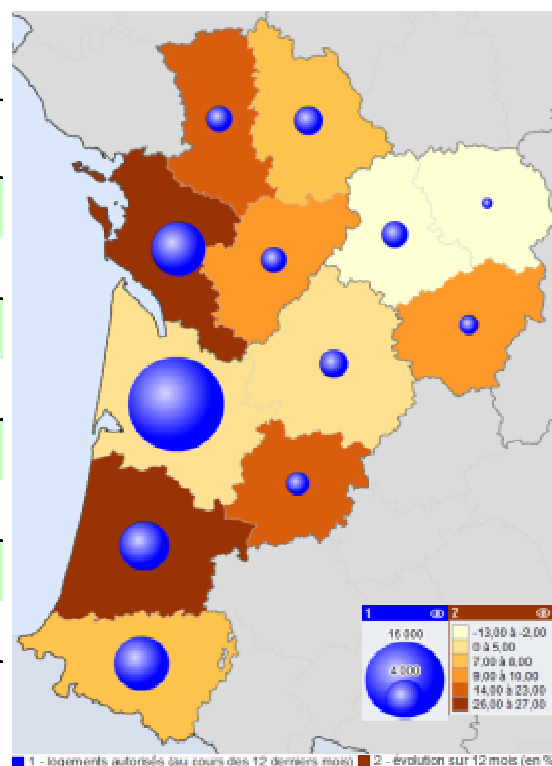 1 2
16 000
4 000
-13,00 à -2,00
0 à 5,00
7,00 à 8,00
9,00 à 10,00
14,00 à 23,00
26,00 à 27,00
1 - logements autorisés (au cours des 12 derniers mois) 2 - évolution sur 12 mois (en %